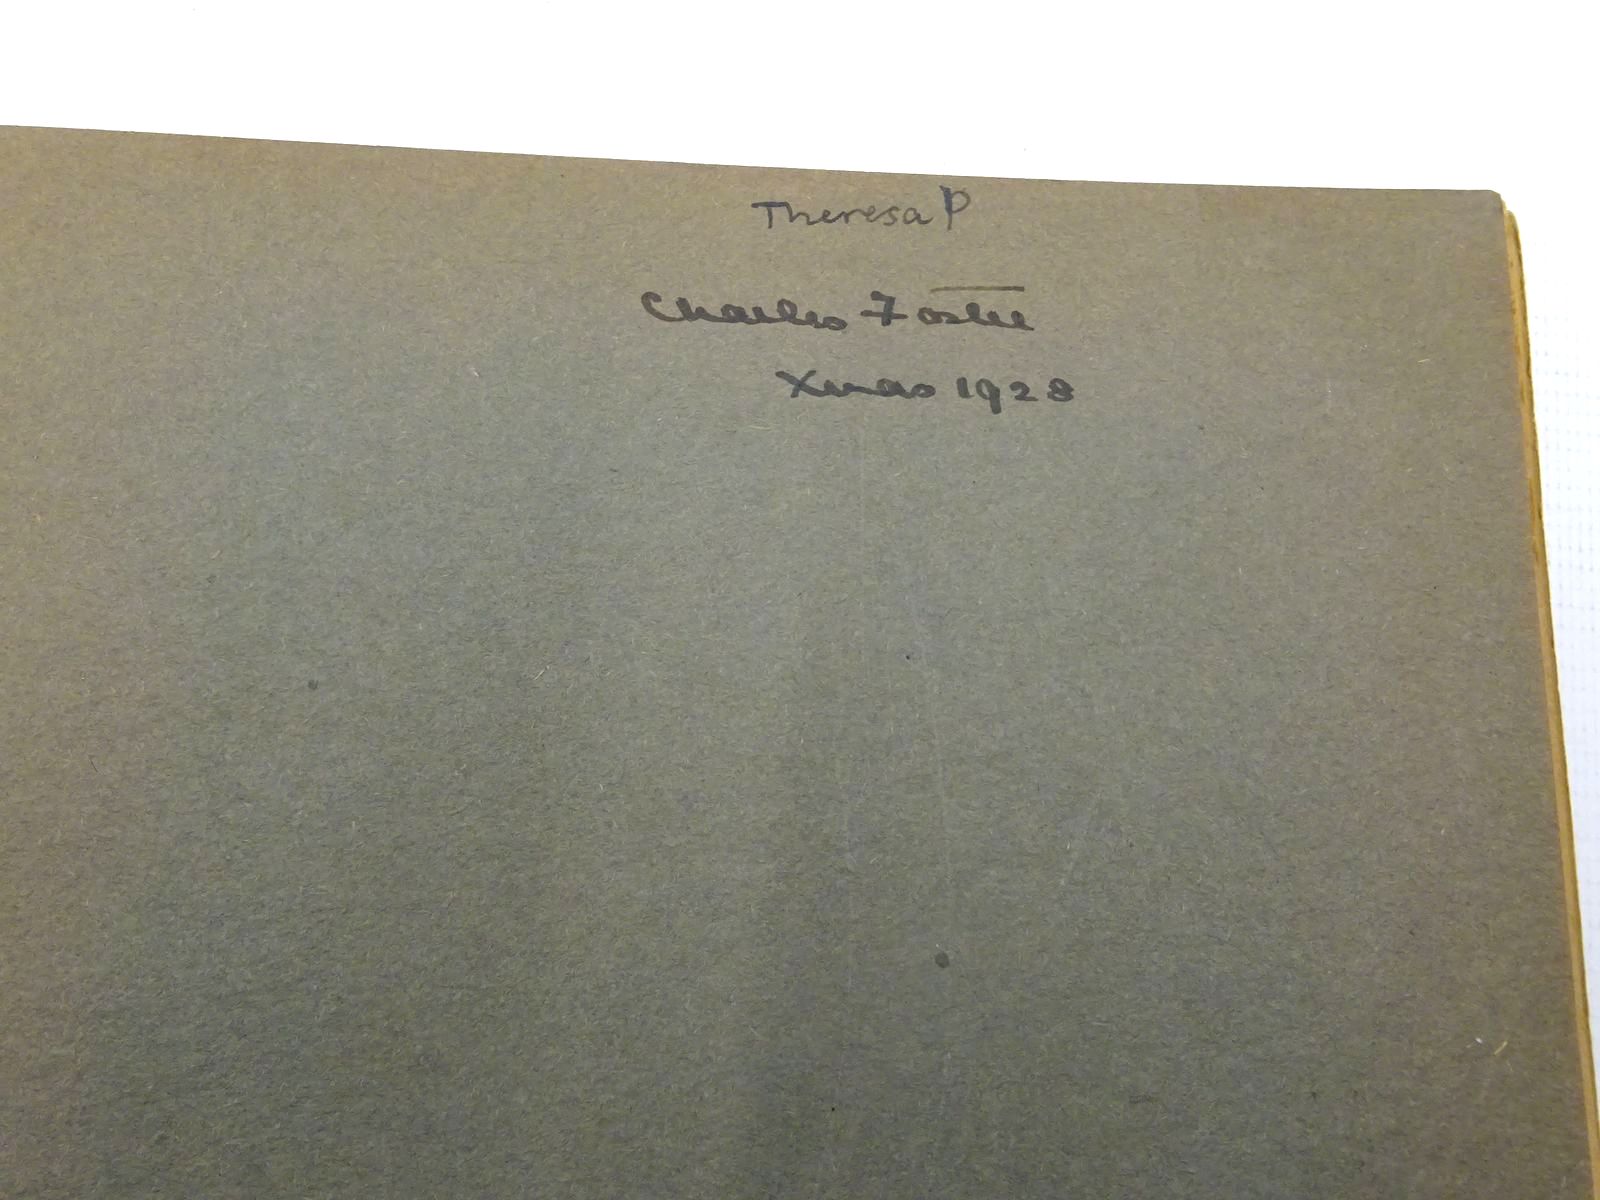 Theresa P
Charles Foster
Xmas 1928